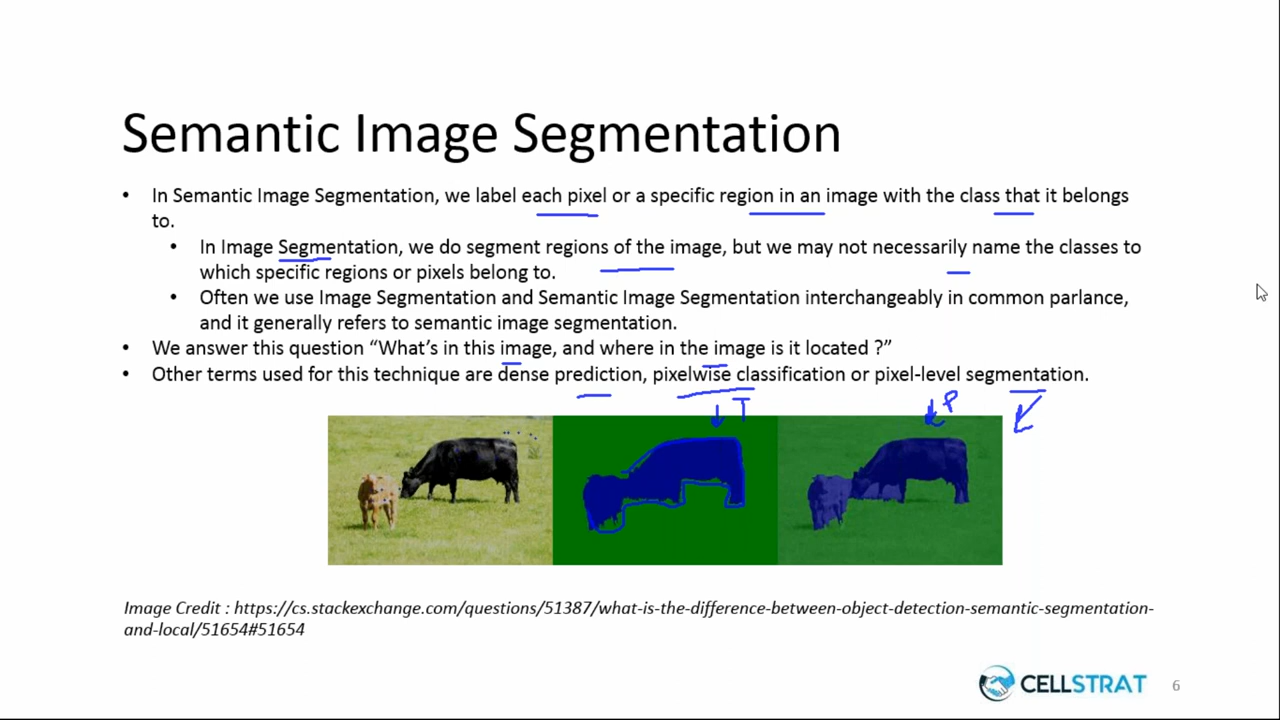 Semantic Image Segmentation
• In Semantic Image Segmentation, we label each pixel or a specific region in an image with the class that it belongs
to.
• In Image Segmentation, we do segment regions of the image, but we may not necessarily name the classes to
which specific regions or pixels belong to.
• Often we use Image Segmentation and Semantic Image Segmentation interchangeably in common parlance,
and it generally refers to semantic image segmentation.
• We answer this question “What’s in this image, and where in the image is it located ?”
• Other terms used for this technique are dense prediction, pixelwise classification or pixel-level segmentation.
T P
Image Credit : https://cs.stackexchange.com/questions/51387/what-is-the-difference-between-object-detection-semantic-segmentation-
and-local/51654#51654
CELLSTRAT 6